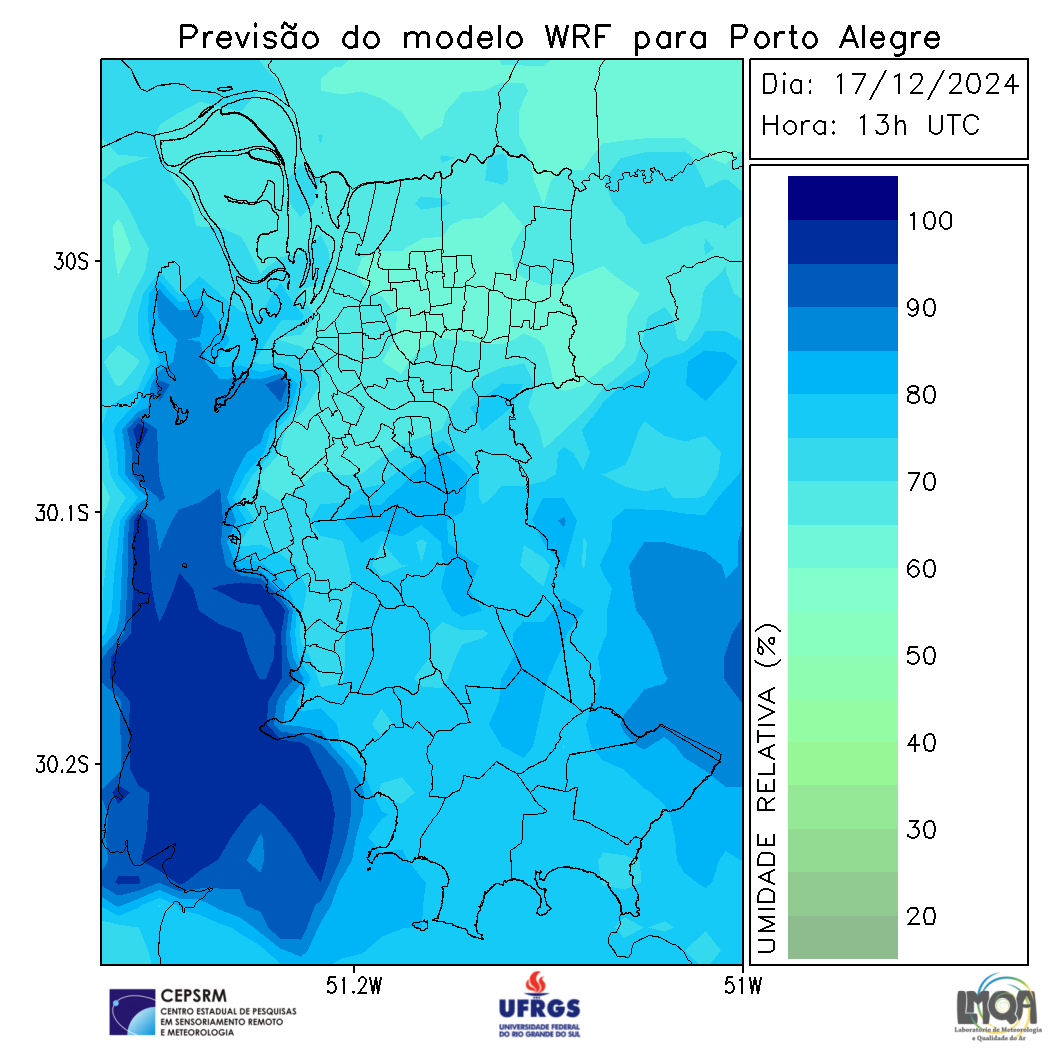 Previsão do modelo WRF para Porto Alegre
Dia: 17/12/2024
Hora: 13h UTC
100
90
80
70
60
50
40
30
20
UMIDADE RELATIVA (%)
30S
30.1S
30.2S
51.2W
51W
CEPSRM
CENTRO ESTADUAL DE PESQUISAS
EM SENSORIAMENTO REMOTO
E METEOROLOGIA
UFRGS
UNIVERSIDADE FEDERAL
DO RIO GRANDE DO SUL
LMQA
Laboratório de Meteorologia
e Qualidade do Ar